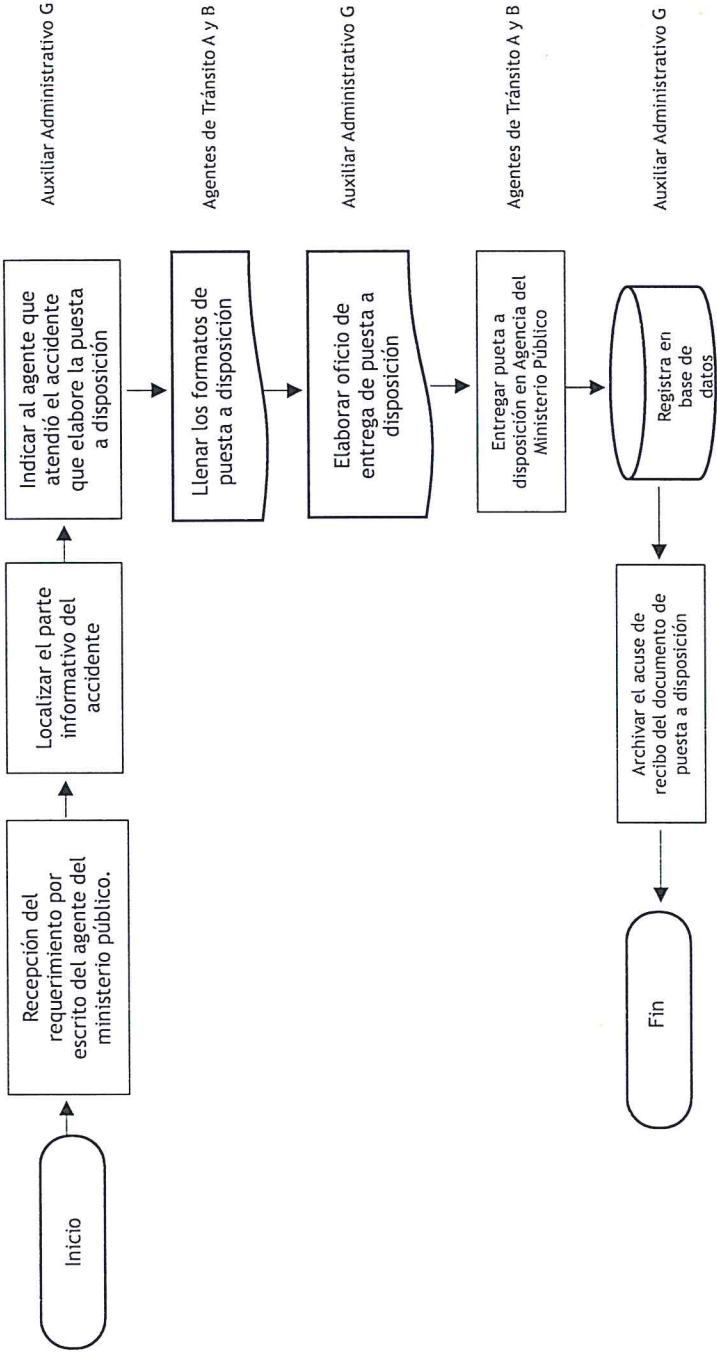 Inicio
Recepción del
requerimiento por
escrito del agente del
ministerio público.
Localizar el parte
informativo del
accidente
Indicar al agente que
atendió el accidente
que elabore la puesta
a disposición
Auxiliar Administrativo G
Llenar los formatos de
puesta a disposición
Agentes de Tránsito A y B
Elaborar oficio de
entrega de puesta a
disposición
Auxiliar Administrativo G
Entregar pueta a
disposición en Agencia del
Ministerio Público
Agentes de Tránsito A y B
Registra en
base de
datos
Auxiliar Administrativo G
Archivar el acuse de
recibo del documento de
puesta a disposición
Fin